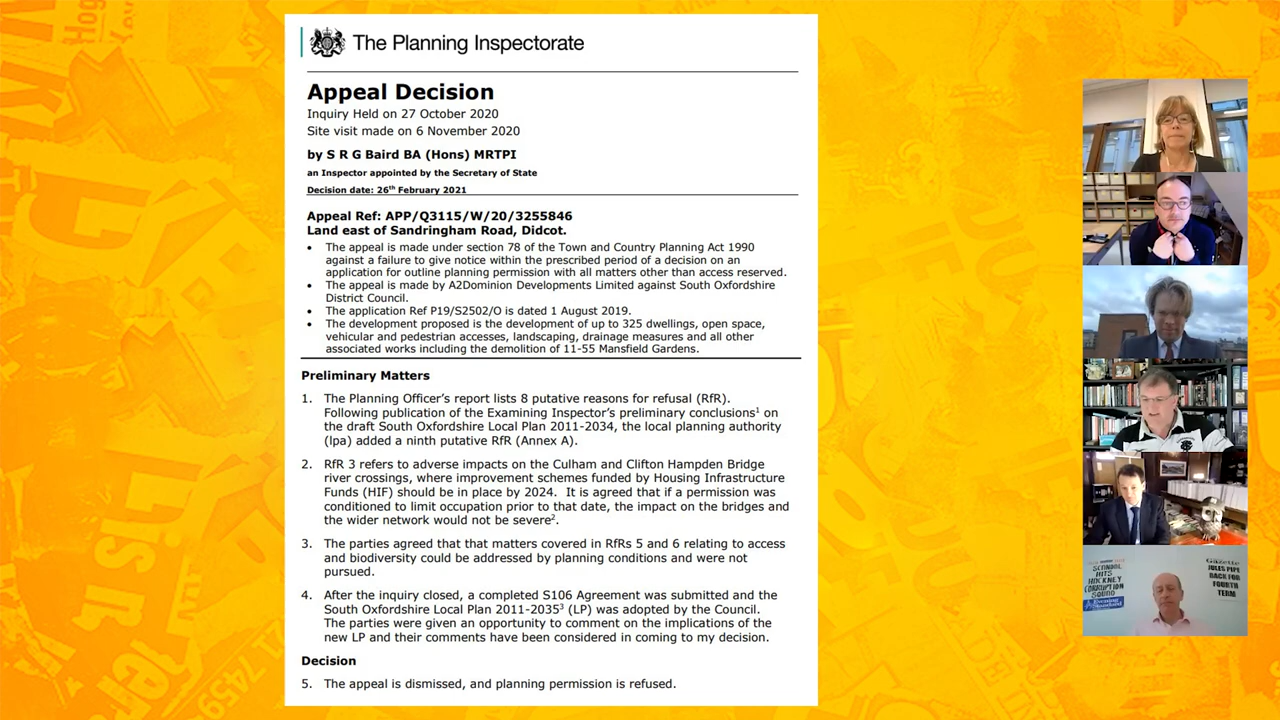 The Planning Inspectorate
Appeal Decision
Inquiry Held on 27 October 2020
Site visit made on 6 November 2020
by S R G Baird BA (Hons) MRTPI
an Inspector appointed by the Secretary of State
Decision date: 26th February 2021
Appeal Ref: APP/Q3115/W/20/3255846
Land east of Sandringham Road, Didcot.
• The appeal is made under section 78 of the Town and Country Planning Act 1990
against a failure to give notice within the prescribed period of a decision on an
application for outline planning permission with all matters other than access reserved.
• The appeal is made by A2Dominion Developments Limited against South Oxfordshire
District Council.
• The application Ref P19/S2502/O is dated 1 August 2019.
• The development proposed is the development of up to 325 dwellings, open space,
vehicular and pedestrian accesses, landscaping, drainage measures and all other
associated works including the demolition of 11-55 Mansfield Gardens.
Preliminary Matters
1. The Planning Officer's report lists 8 putative reasons for refusal (RfR).
Following publication of the Examining Inspector's preliminary conclusions1 on
the draft South Oxfordshire Local Plan 2011-2034, the local planning authority
(lpa) added a ninth putative RfR (Annex A).
2. RfR 3 refers to adverse impacts on the Culham and Clifton Hampden Bridge
river crossings, where improvement schemes funded by Housing Infrastructure
Funds (HIF) should be in place by 2024. It is agreed that if a permission was
conditioned to limit occupation prior to that date, the impact on the bridges and
the wider network would not be severe2.
3. The parties agreed that that matters covered in RfRs 5 and 6 relating to access
and biodiversity could be addressed by planning conditions and were not
pursued.
4. After the inquiry closed, a completed S106 Agreement was submitted and the
South Oxfordshire Local Plan 2011-20353 (LP) was adopted by the Council.
The parties were given an opportunity to comment on the implications of the
new LP and their comments have been considered in coming to my decision.
Decision
5. The appeal is dismissed, and planning permission is refused.
SCHOOL
HITS
HACKNEY
CORRUPTION
SQUAD
Evening Standard
Gazette
JULES PIPE
BACK FOR
FOURTH
TERM